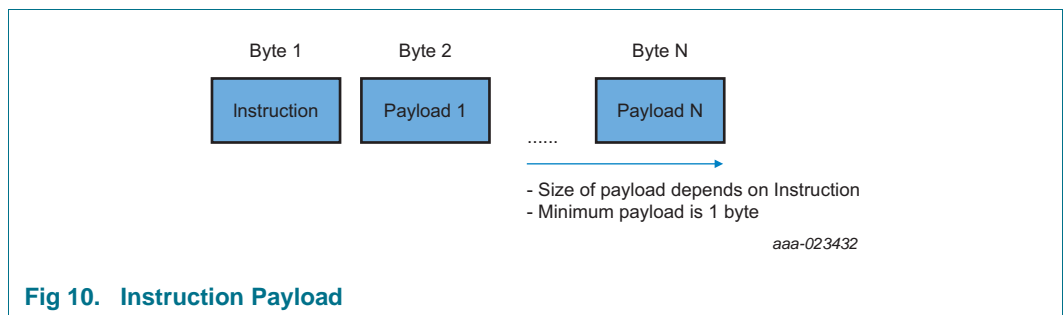 Byte 1 Byte 2 Byte N
Instruction Payload 1 Payload N
......
- Size of payload depends on Instruction
- Minimum payload is 1 byte
aaa-023432
Fig 10. Instruction Payload